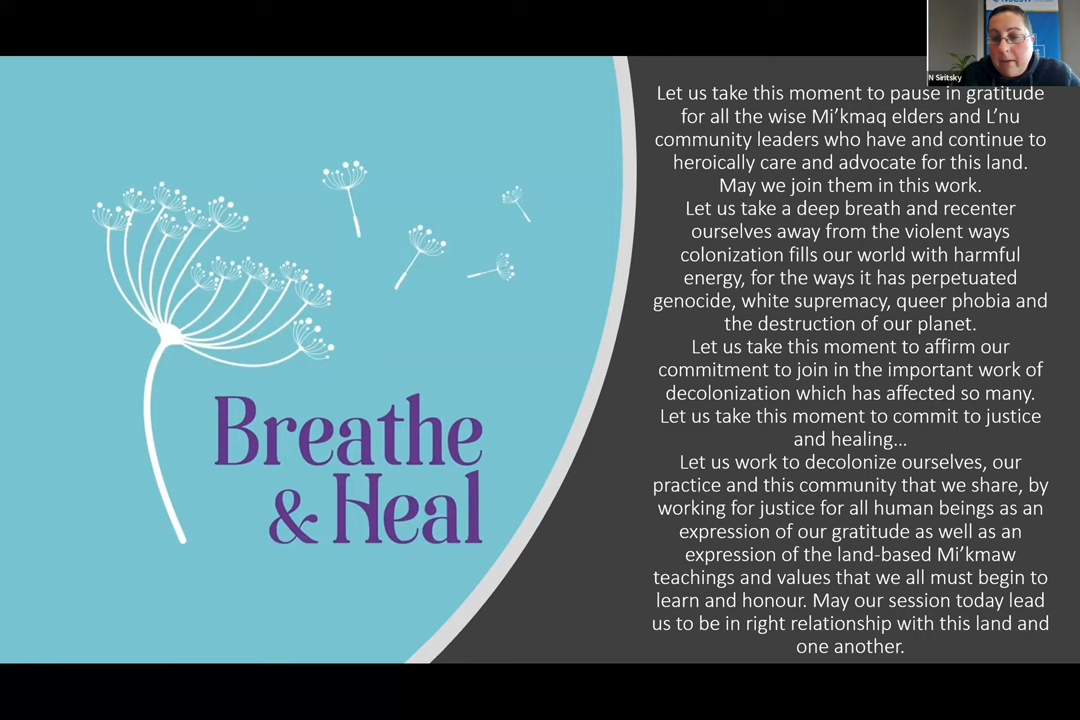 N Siritsky
Let us take this moment to pause in gratitude
for all the wise Mi'kmaq elders and L'nu
community leaders who have and continue to
heroically care and advocate for this land.
May we join them in this work.
Let us take a deep breath and recenter
ourselves away from the violent ways
colonization fills our world with harmful
energy, for the ways it has perpetuated
genocide, white supremacy, queer phobia and
the destruction of our planet.
Let us take this moment to affirm our
commitment to join in the important work of
decolonization which has affected so many.
Let us take this moment to commit to justice
and healing...
Let us work to decolonize ourselves, our
practice and this community that we share, by
working for justice for all human beings as an
expression of our gratitude as well as an
expression of the land-based Mi'kmaw
teachings and values that we all must begin to
learn and honour. May our session today lead
us to be in right relationship with this land and
one another.
Breathe
& Heal